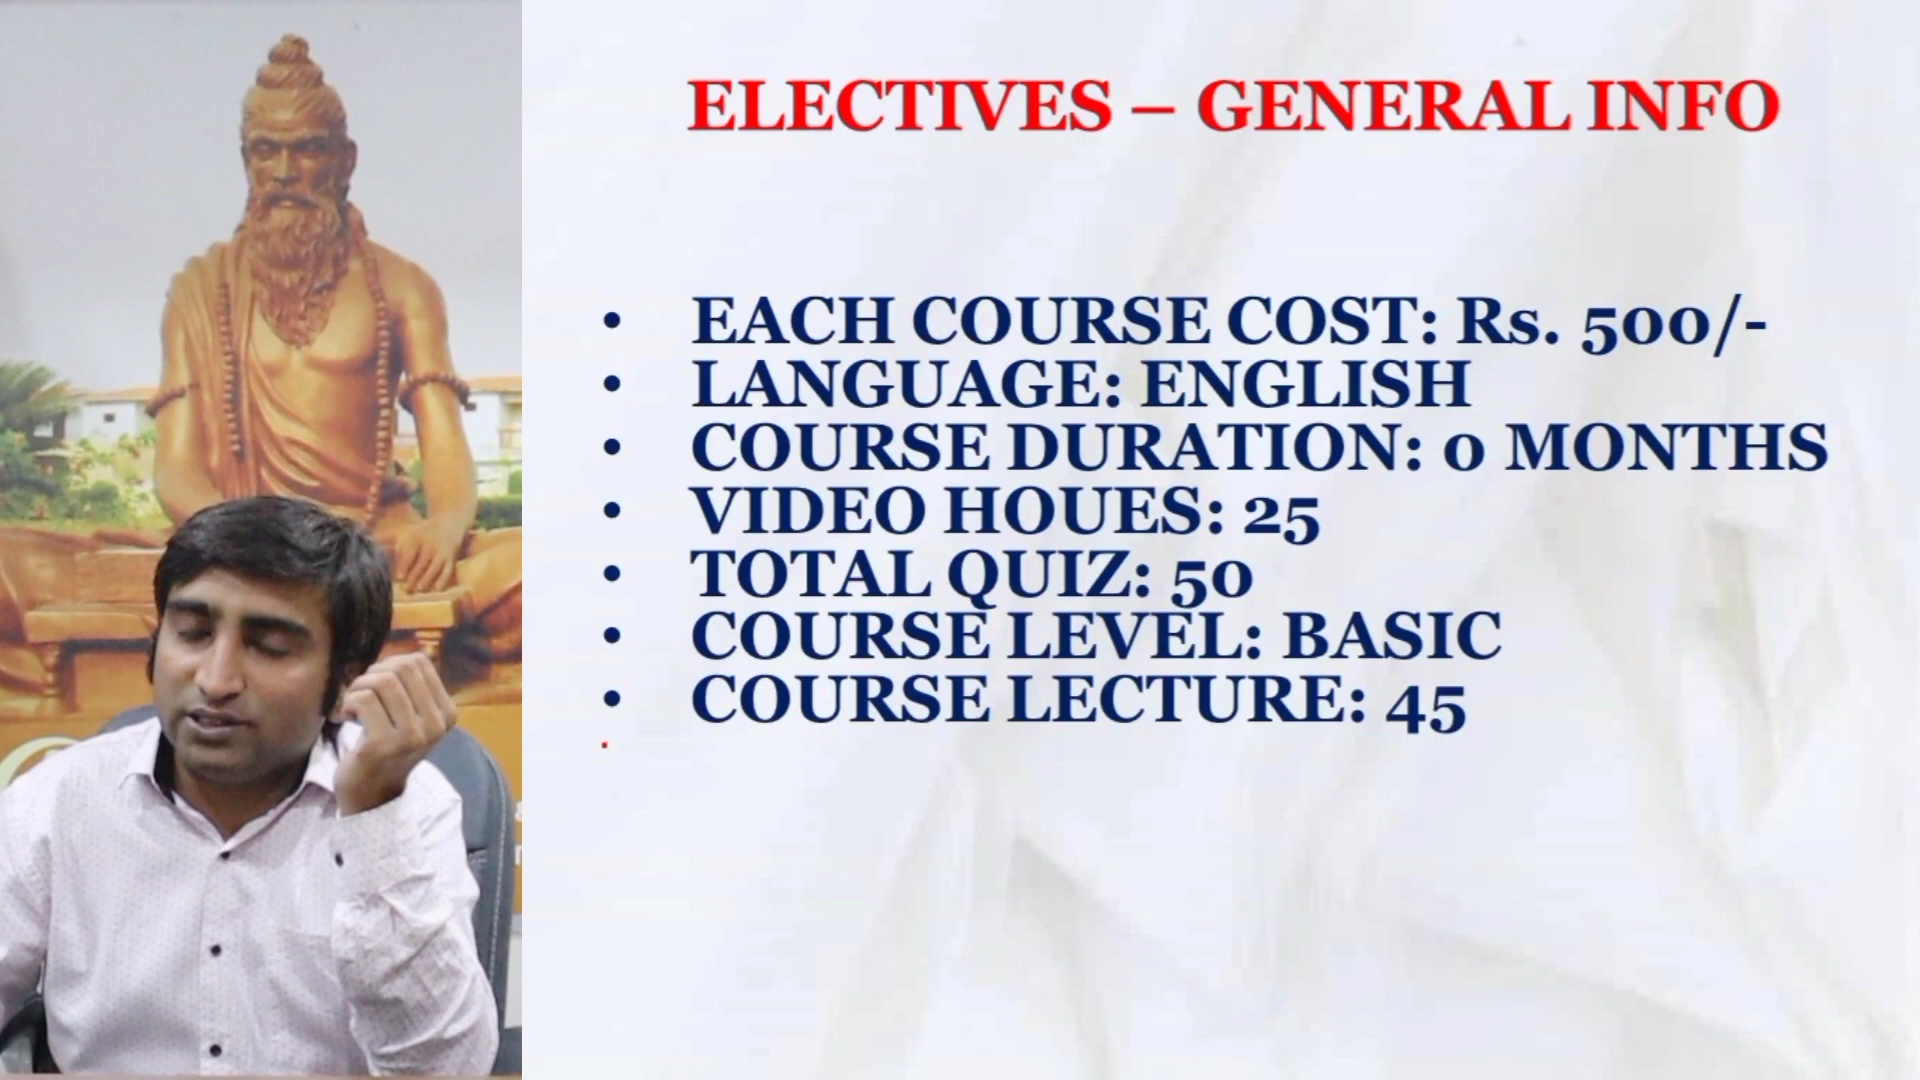 ELECTIVES – GENERAL INFO
• EACH COURSE COST: Rs. 500/-
• LANGUAGE: ENGLISH
• COURSE DURATION: 0 MONTHS
• VIDEO HOUES: 25
• TOTAL QUIZ: 50
• COURSE LEVEL: BASIC
• COURSE LECTURE: 45